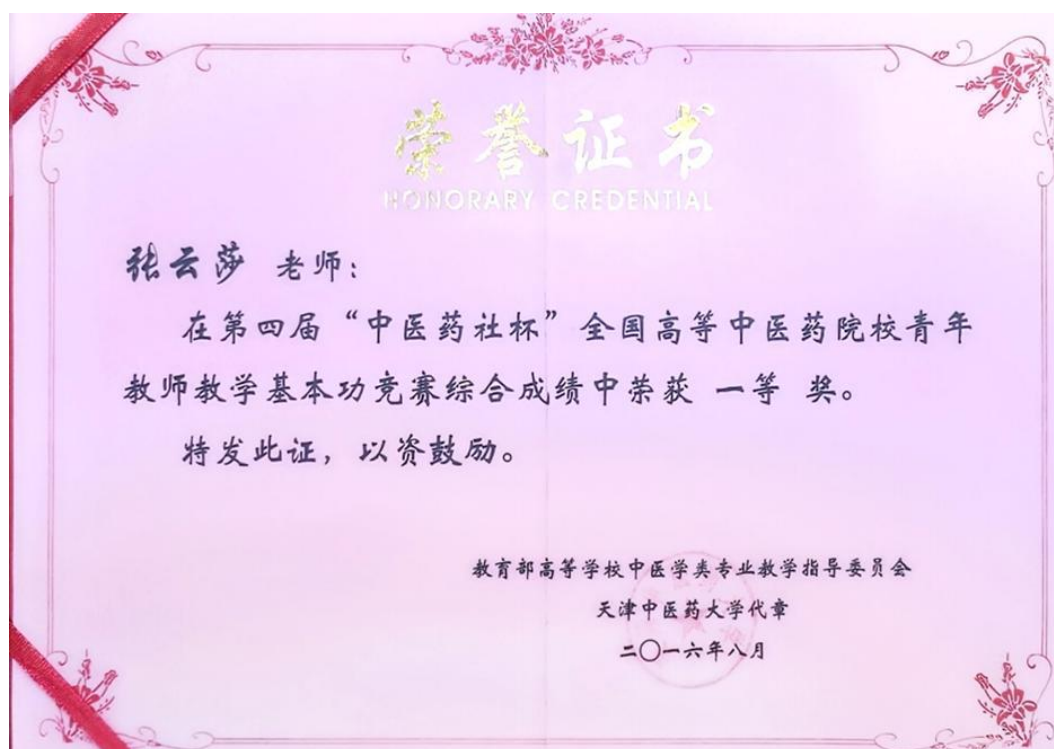 荣誉证书
HONORARY CREDENTIAL
张云莎 老师：
在第四届“中医药社杯”全国高等中医药院校青年
教师教学基本功竞赛综合成绩中荣获 一等 奖。
特发此证，以资鼓励。
教育部高等学校中医学类专业教学指导委员会
天津中医药大学代章
二〇一六年八月